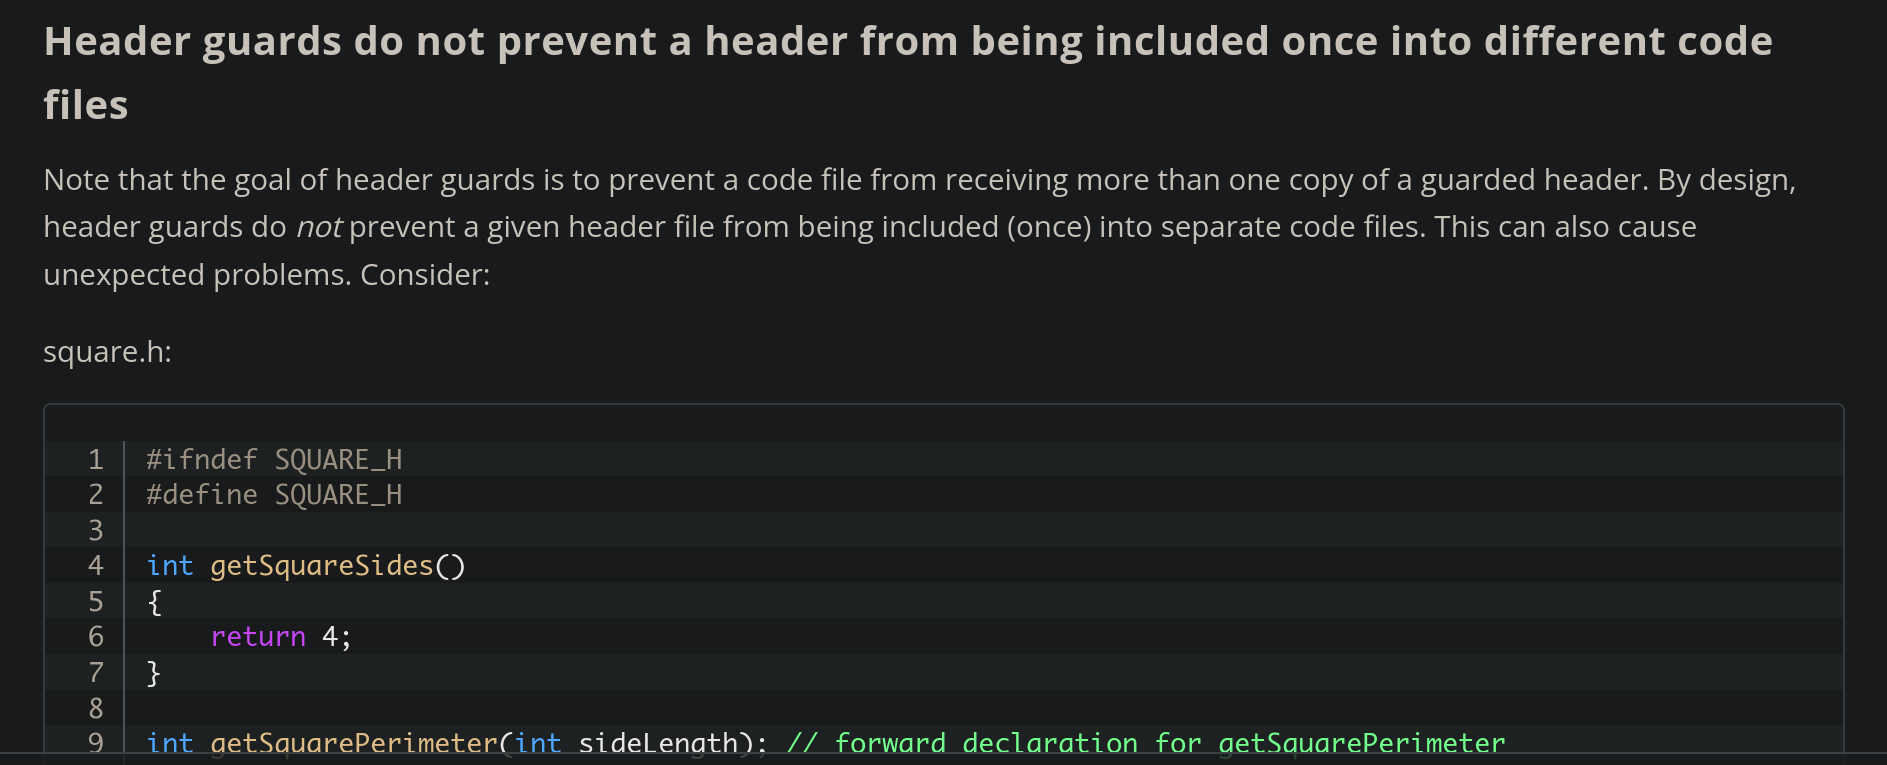 Header guards do not prevent a header from being included once into different code
files
Note that the goal of header guards is to prevent a code file from receiving more than one copy of a guarded header. By design,
header guards do not prevent a given header file from being included (once) into separate code files. This can also cause
unexpected problems. Consider:
square.h:
1 #ifndef SQUARE_H
2 #define SQUARE_H
3
4 int getSquareSides()
5 {
6     return 4;
7 }
8
9 int getSquarePerimeter(int sideLength); // forward declaration for getSquarePerimeter